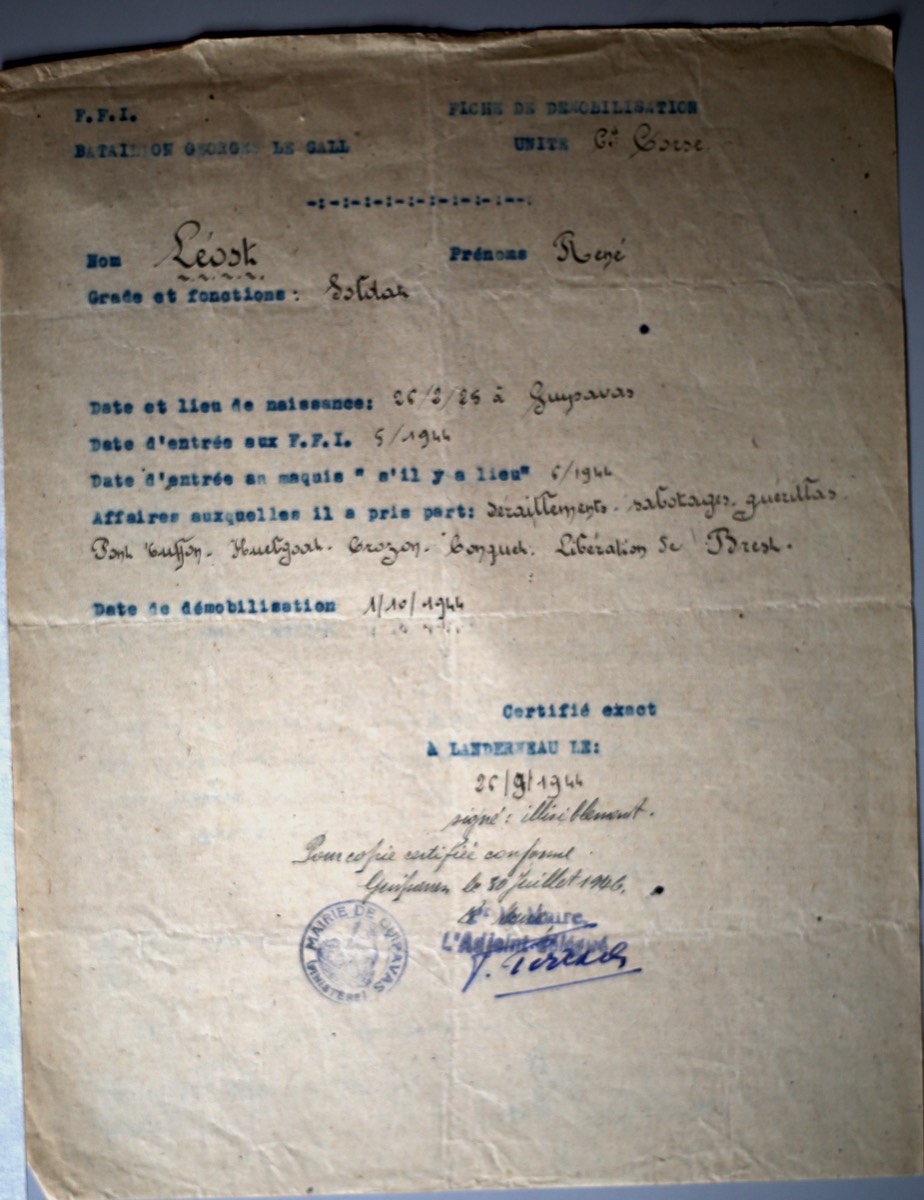 F.F.I.
FICHE DE DEMOBILISATION
BATAILLON GEORGES LE GALL
UNITE Cie Corse.
-:-:-:-:-:-:-:-:-:--:
Nom Léost
Prénoms René
Grade et fonctions: Soldat
Date et lieu de naissance: 26/2/25 à Guipavas
Date d'entrée aux F.F.I. 5/1944
Date d'entrée au maquis " s'il y a lieu" 6/1944
Affaires auxquelles il a pris part: déraillements. sabotages. guérillas.
Pont Huelgoat. Crozon. Conquet. Libération de Brest.
Date de démobilisation 1/10/1944
Certifié exact
A LANDERNEAU LE:
26/9/1944
signé: illisiblement.
Pour copie certifiée conforme.
Guipavas le 30 Juillet 1946.
Maire
L'Adjoint délégué
MAIRIE DE GUIPAVAS
(FINISTERE)